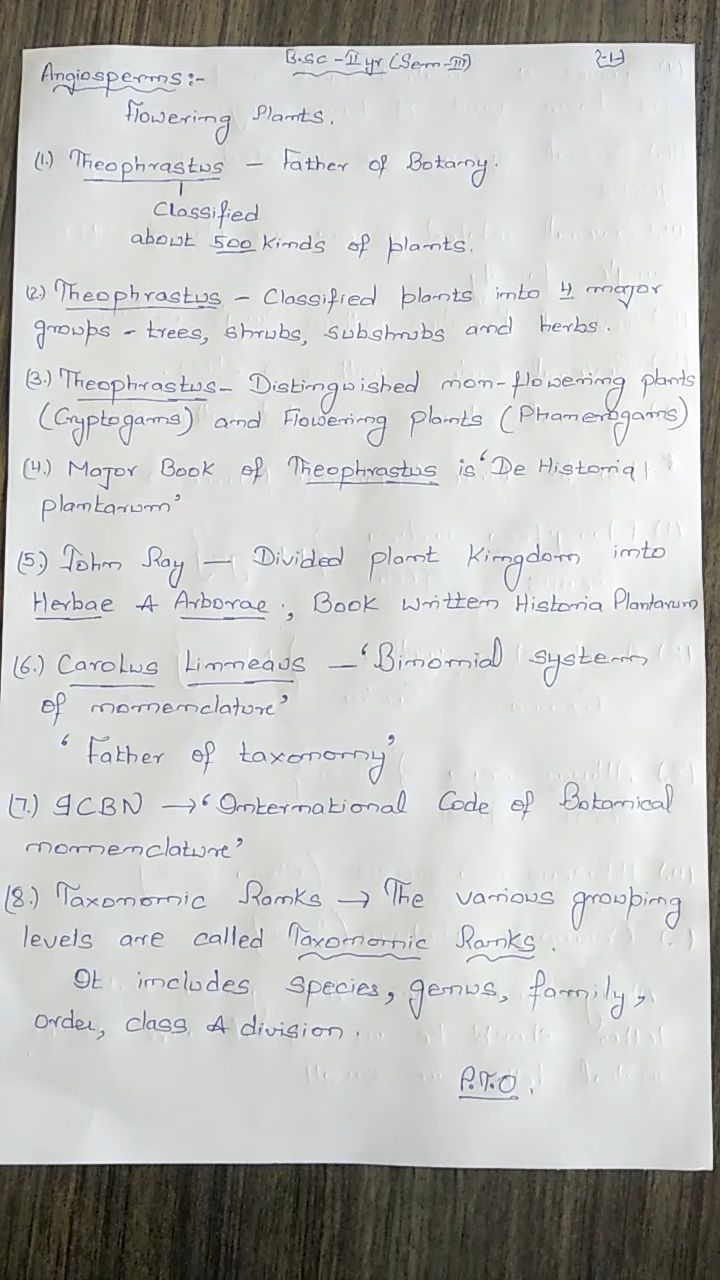 B.sc - II yr (Sem-III)
Angiosperms :-
Flowering Plants.
(1.) Theophrastus - Father of Botany.
Classified
about 500 kinds of plants.
(2.) Theophrastus - Classified plants into 4 major
groups - trees, shrubs, subshrubs and herbs.
(3.) Theophrastus - Distinguished non-flowering plants
(Cryptogams) and Flowering Plants (Phanerogams)
(4.) Major Book of Theophrastus is 'De Historia
plantarum'
(5.) John Ray - Divided plant kingdom into
Herbae & Arborae ; Book written Historia Plantarum
(6.) Carolus Linneaus - 'Binomial system
of nomenclature'
'Father of taxonomy'
(7.) ICBN → 'International Code of Botanical
nomenclature'
(8.) Taxonomic Ranks → The various grouping
levels are called Taxonomic Ranks.
It includes species, genus, family,
order, class & division.
P.T.O.